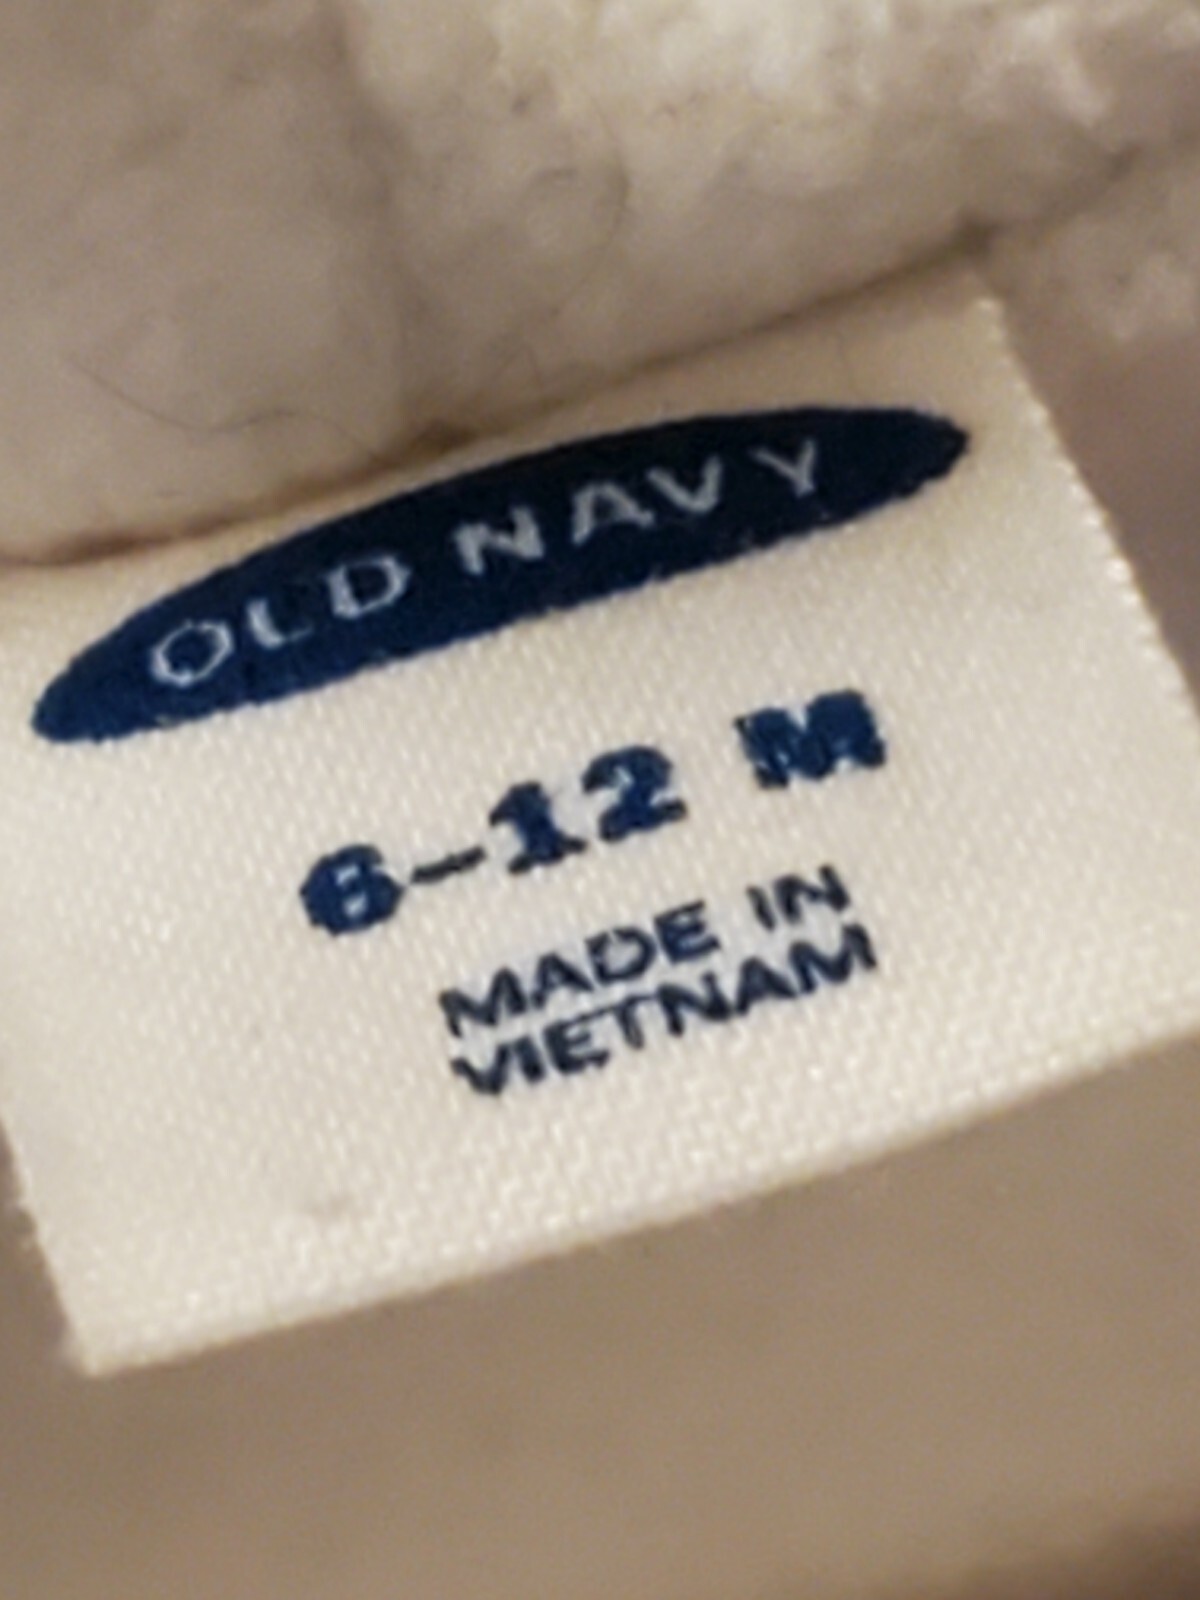 OLD NAVY
6-12 M
MADE IN
VIETNAM